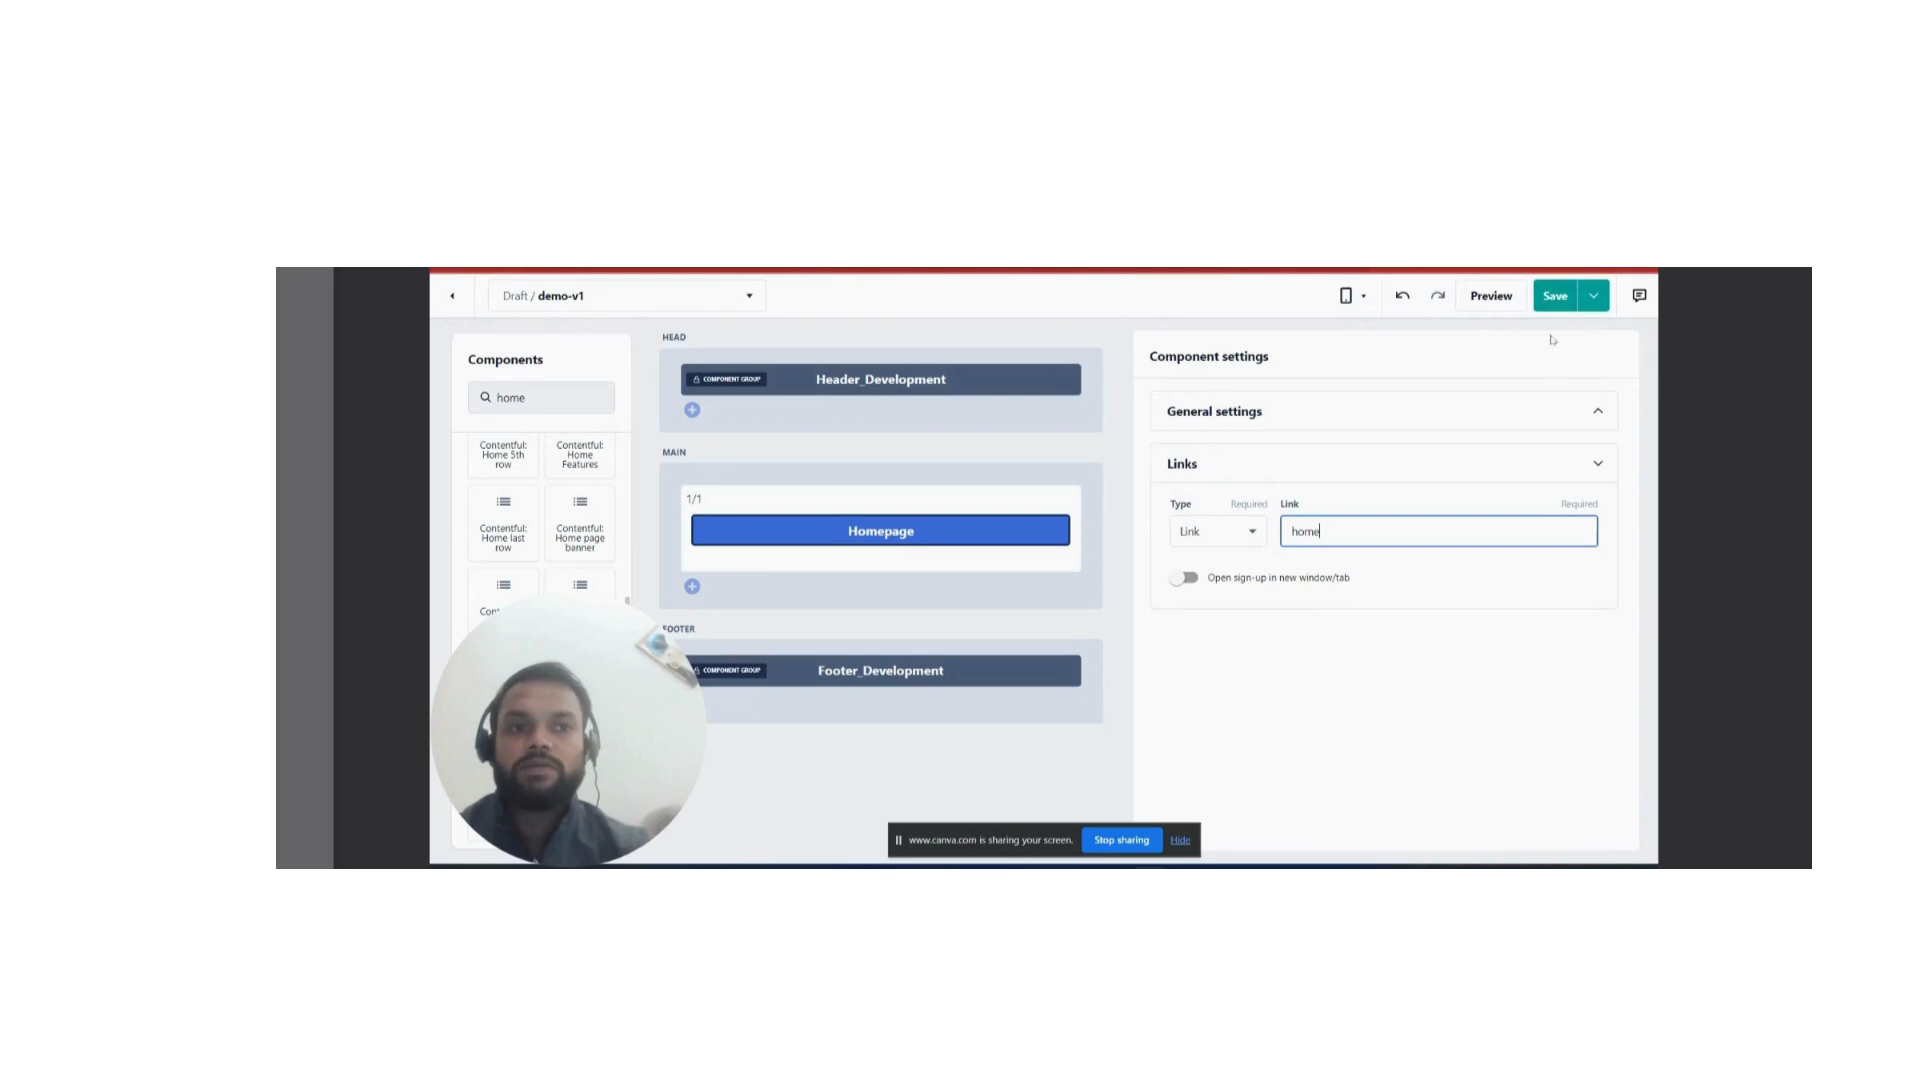 Draft / demo-v1
Preview
Save
Components
home
Contentful:
Home 5th
row
Contentful:
Home
Features
Contentful:
Home last
row
Contentful:
Home page
banner
HEAD
COMPONENT GROUP
Header_Development
MAIN
1/1
Homepage
FOOTER
COMPONENT GROUP
Footer_Development
Component settings
General settings
Links
Type
Required
Link
Required
Link
home
Open sign-up in new window/tab
www.canva.com is sharing your screen.
Stop sharing
Hide